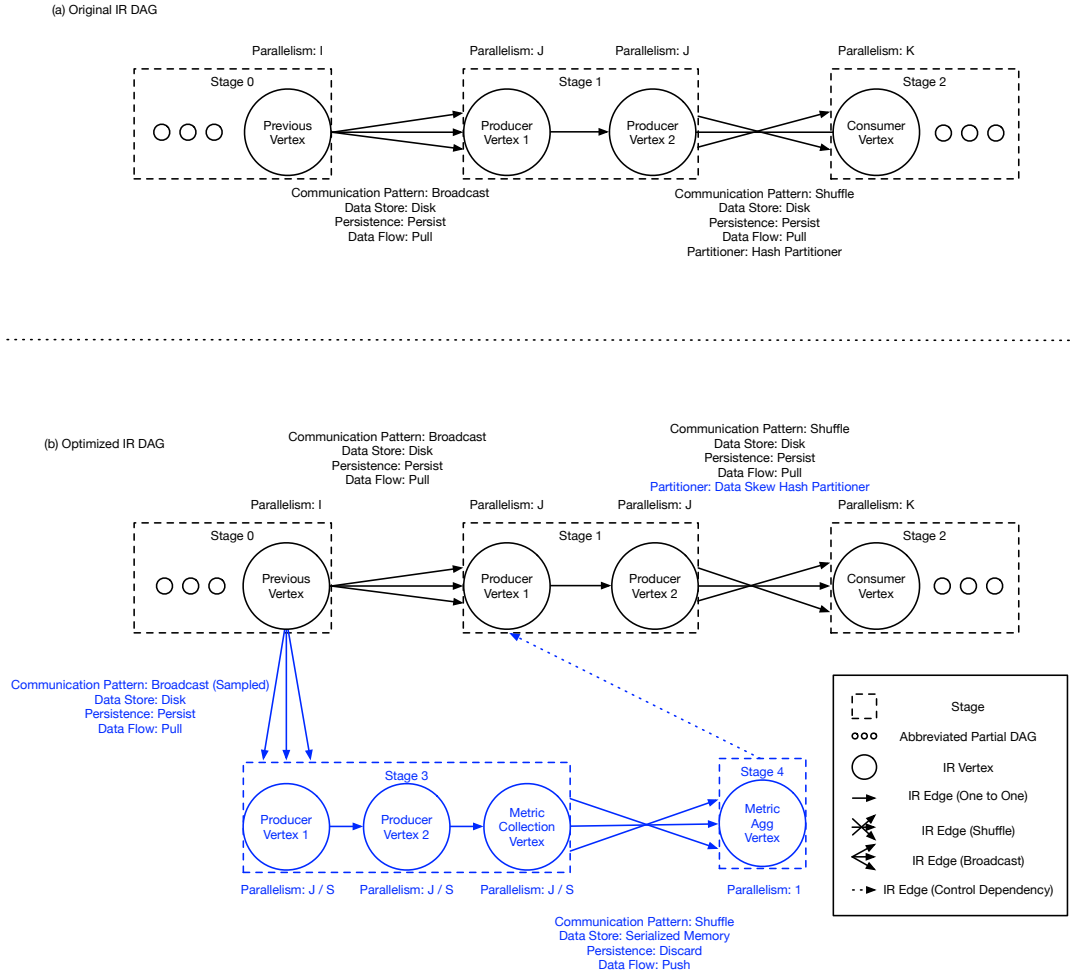 (a) Original IR DAG
Parallelism: I
Parallelism: J
Parallelism: J
Parallelism: K
Stage 0
Stage 1
Stage 2
Previous
Vertex
Producer
Vertex 1
Producer
Vertex 2
Consumer
Vertex
Communication Pattern: Broadcast
Data Store: Disk
Persistence: Persist
Data Flow: Pull
Communication Pattern: Shuffle
Data Store: Disk
Persistence: Persist
Data Flow: Pull
Partitioner: Hash Partitioner
(b) Optimized IR DAG
Communication Pattern: Broadcast
Data Store: Disk
Persistence: Persist
Data Flow: Pull
Communication Pattern: Shuffle
Data Store: Disk
Persistence: Persist
Data Flow: Pull
Partitioner: Data Skew Hash Partitioner
Parallelism: I
Parallelism: J
Parallelism: J
Parallelism: K
Stage 0
Stage 1
Stage 2
Previous
Vertex
Producer
Vertex 1
Producer
Vertex 2
Consumer
Vertex
Communication Pattern: Broadcast (Sampled)
Data Store: Disk
Persistence: Persist
Data Flow: Pull
Stage 3
Stage 4
Producer
Vertex 1
Producer
Vertex 2
Metric
Collection
Vertex
Metric
Agg
Vertex
Parallelism: J / S
Parallelism: J / S
Parallelism: J / S
Parallelism: 1
Communication Pattern: Shuffle
Data Store: Serialized Memory
Persistence: Discard
Data Flow: Push
Stage
Abbreviated Partial DAG
IR Vertex
IR Edge (One to One)
IR Edge (Shuffle)
IR Edge (Broadcast)
IR Edge (Control Dependency)